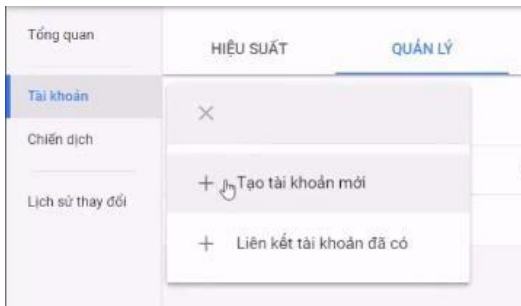 Tổng quan
HIỆU SUẤT
QUẢN LÝ
Tài khoản
Chiến dịch
Tạo tài khoản mới
Lịch sử thay đổi
Liên kết tài khoản đã có